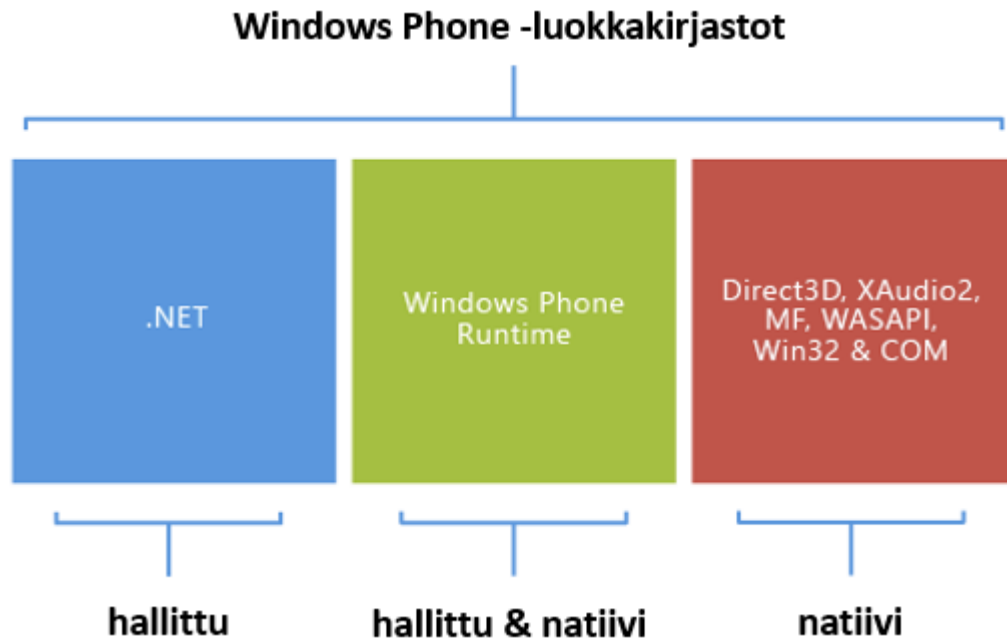 Windows Phone -luokkakirjastot
.NET
Windows Phone
Runtime
Direct3D, XAudio2,
MF, WASAPI,
Win32 & COM
hallittu
hallittu & natiivi
natiivi